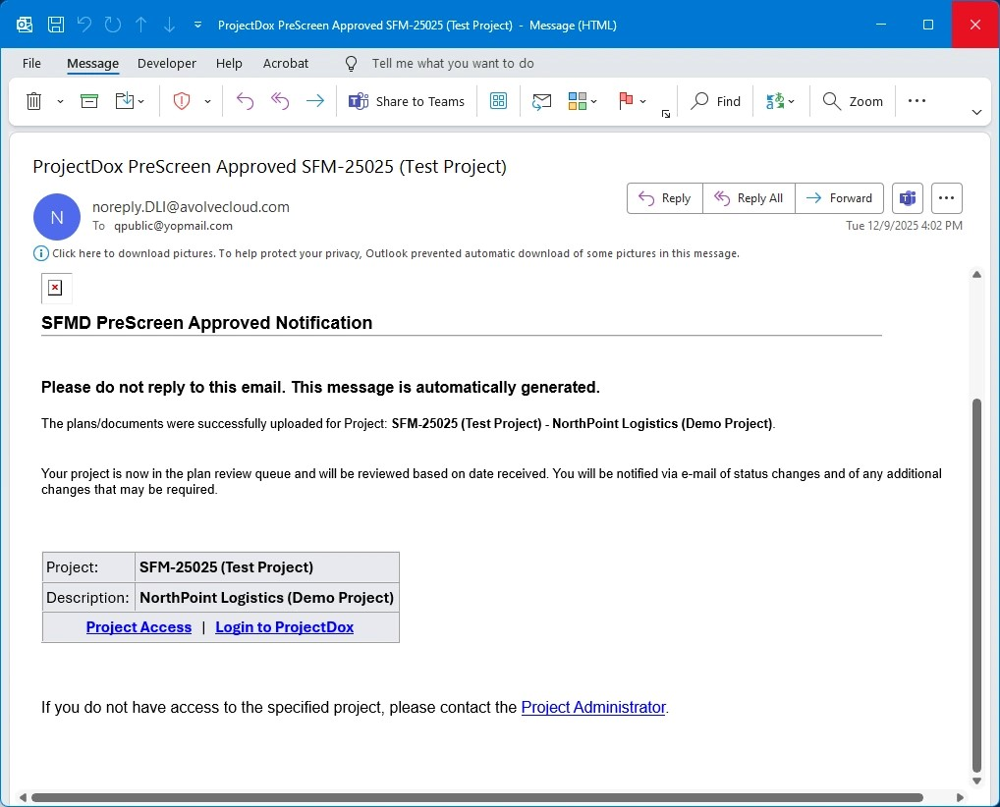 ProjectDox PreScreen Approved SFM-25025 (Test Project) - Message (HTML)
File Message Developer Help Acrobat Tell me what you want to do
Share to Teams Find Zoom
ProjectDox PreScreen Approved SFM-25025 (Test Project)
N
noreply.DLI@avolvecloud.com
To qpublic@yopmail.com
Reply Reply All Forward
Tue 12/9/2025 4:02 PM
Click here to download pictures. To help protect your privacy, Outlook prevented automatic download of some pictures in this message.
SFMD PreScreen Approved Notification
Please do not reply to this email. This message is automatically generated.
The plans/documents were successfully uploaded for Project: SFM-25025 (Test Project) - NorthPoint Logistics (Demo Project).
Your project is now in the plan review queue and will be reviewed based on date received. You will be notified via e-mail of status changes and of any additional
changes that may be required.
Project: SFM-25025 (Test Project)
Description: NorthPoint Logistics (Demo Project)
Project Access | Login to ProjectDox
If you do not have access to the specified project, please contact the Project Administrator.